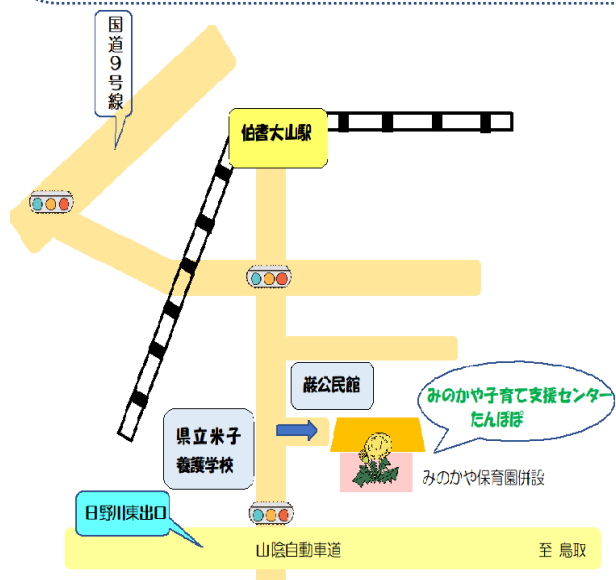 国道9号線
伯耆大山駅
巌公民館
みのかや子育て支援センター
たんぽぽ
県立米子
養護学校
みのかや保育園併設
日野川東出口
山陰自動車道
至 鳥取